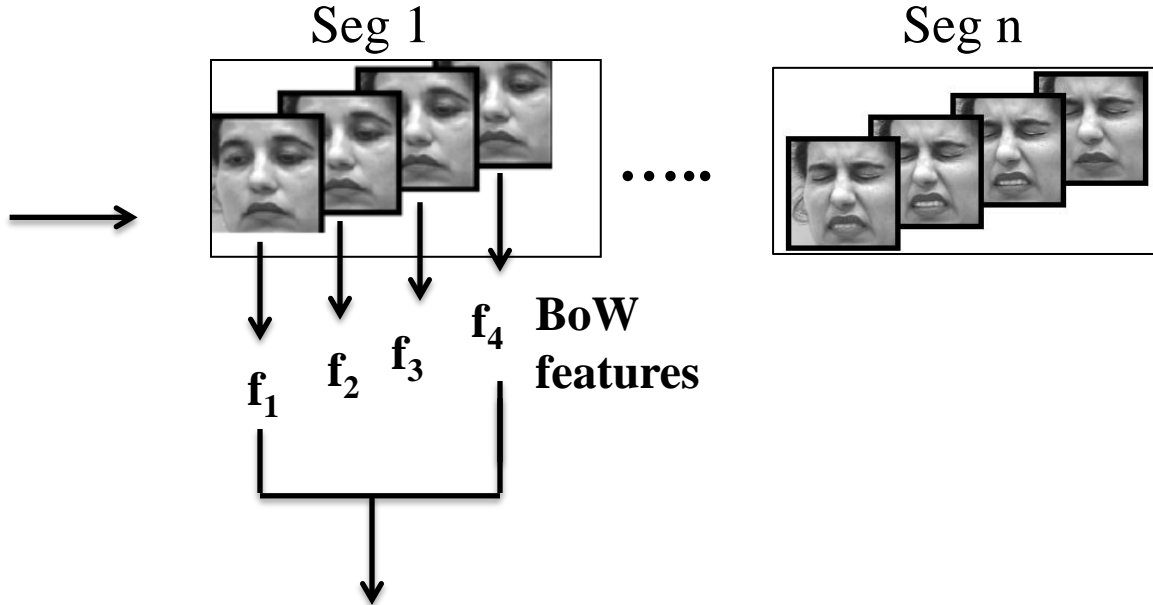 Seg 1
Seg n
.....
f₁
f₂
f₃
f₄
BoW
features